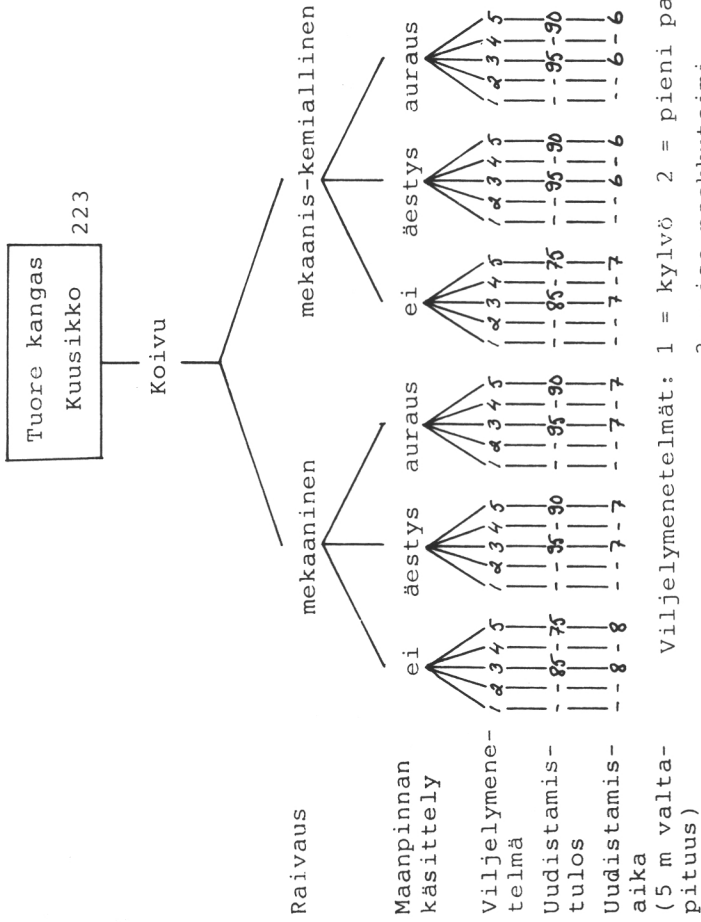 Tuore kangas
Kuusikko
223
Koivu
Raivaus mekaaninen mekaanis-kemiallinen
Maanpinnan
käsittely ei äestys auraus ei äestys auraus
Viljelymene-
telmä 1 2 3 4 5 1 2 3 4 5 1 2 3 4 5 1 2 3 4 5 1 2 3 4 5 1 2 3 4 5
Uudistamis-
tulos - - 85 - 75 - - 95 - 90 - - 95 - 90 - - 85 - 75 - - 95 - 90 - - 95 - 90
Uudistamis-
aika - - 8 - 8 - - 7 - 7 - - 7 - 7 - - 7 - 7 - - 6 - 6 - - 6 - 6
(5 m valta-
pituus)
Viljelymenetelmät: 1 = kylvö 2 = pieni pa